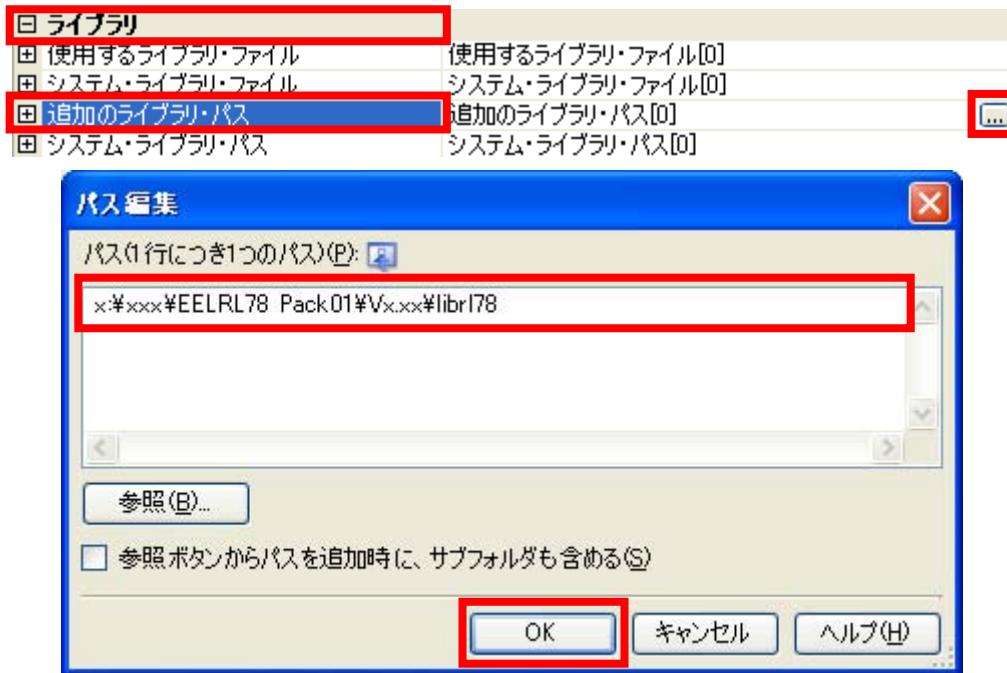 ライブラリ
使用するライブラリ・ファイル 使用するライブラリ・ファイル[0]
システム・ライブラリ・ファイル システム・ライブラリ・ファイル[0]
追加のライブラリ・パス 追加のライブラリ・パス[0] ...
システム・ライブラリ・パス システム・ライブラリ・パス[0]
パス編集
パス(1行につき1つのパス)(P):
x:¥xxx¥EELRL78 Pack01¥Vx.xx¥librl78
参照(B)...
参照ボタンからパスを追加時に、サブフォルダも含める(S)
OK キャンセル ヘルプ(H)